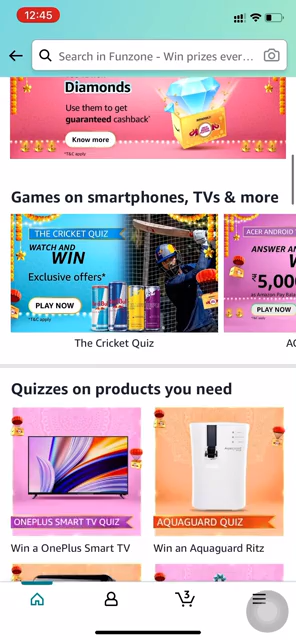 12:45
Search in Funzone - Win prizes ever...
Diamonds
Use them to get
guaranteed cashback*
Know more
*T&C apply
Games on smartphones, TVs & more
THE CRICKET QUIZ
WATCH AND
WIN
Exclusive offers*
PLAY NOW
*T&C apply
ACER ANDROID
ANSWER AN
₹5,000
PLAY NOW
The Cricket Quiz
AC
Quizzes on products you need
ONEPLUS SMART TV QUIZ
AQUAGUARD QUIZ
Win a OnePlus Smart TV
Win an Aquaguard Ritz
3